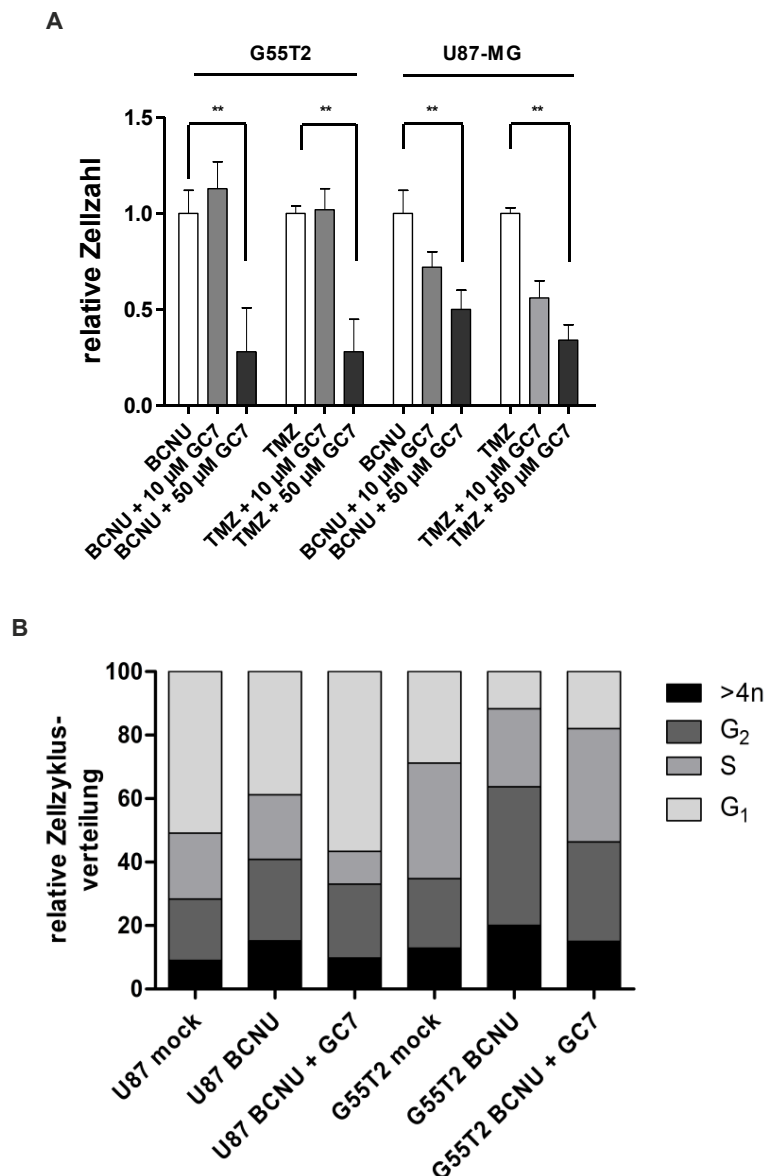 A
G55T2
U87-MG
** ** ** **
relative Zellzahl
1.5
1.0
0.5
0.0
BCNU
BCNU + 10 µM GC7
BCNU + 50 µM GC7
TMZ
TMZ + 10 µM GC7
TMZ + 50 µM GC7
BCNU
BCNU + 10 µM GC7
BCNU + 50 µM GC7
TMZ
TMZ + 10 µM GC7
TMZ + 50 µM GC7
B
relative Zellzyklus-
verteilung
100
80
60
40
20
0
U87 mock
U87 BCNU
U87 BCNU + GC7
G55T2 mock
G55T2 BCNU
G55T2 BCNU + GC7
>4n
G2
S
G1